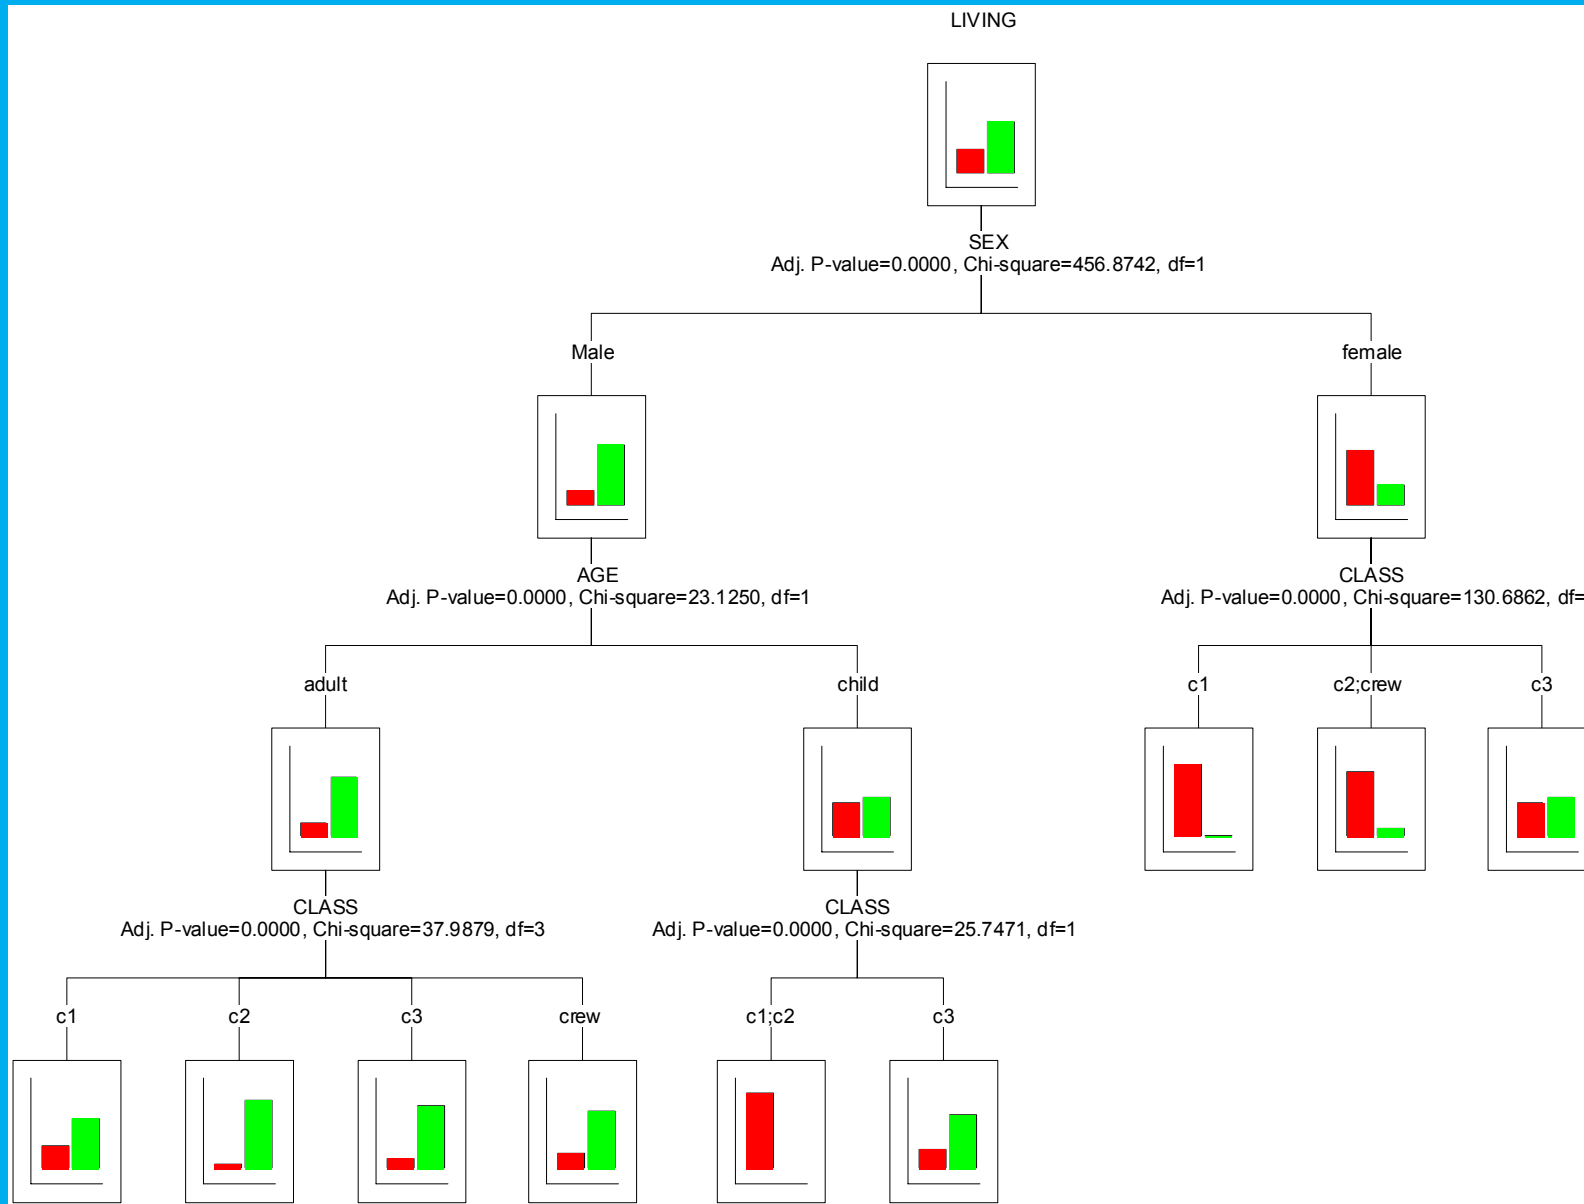 LIVING
SEX
Adj. P-value=0.0000, Chi-square=456.8742, df=1
Male
female
AGE
Adj. P-value=0.0000, Chi-square=23.1250, df=1
CLASS
Adj. P-value=0.0000, Chi-square=130.6862, df=
adult
child
c1
c2;crew
c3
CLASS
Adj. P-value=0.0000, Chi-square=37.9879, df=3
CLASS
Adj. P-value=0.0000, Chi-square=25.7471, df=1
c1
c2
c3
crew
c1;c2
c3